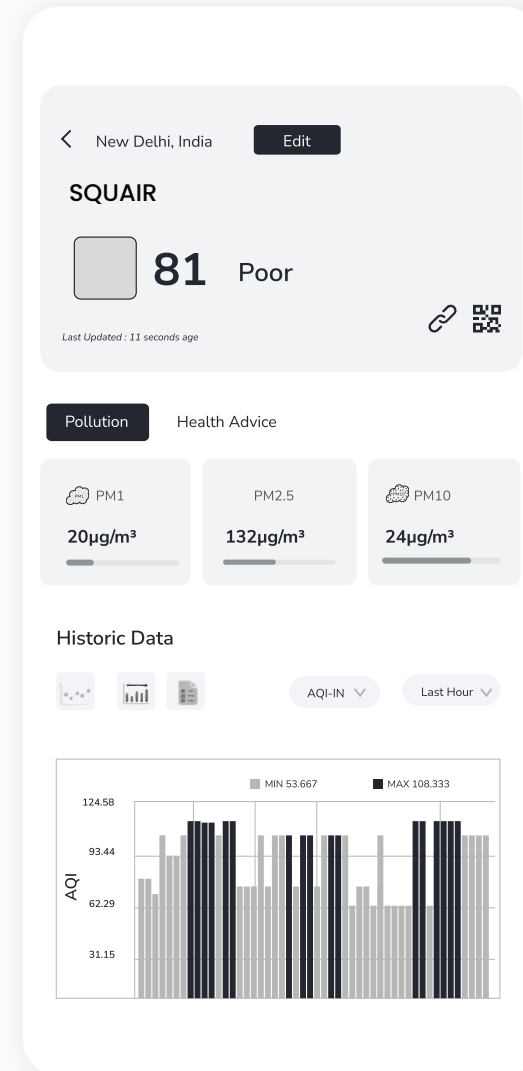 New Delhi, India
Edit
SQUAIR
81 Poor
Last Updated : 11 seconds age
Pollution
Health Advice
PM1
PM2.5
PM10
20µg/m³
132µg/m³
24µg/m³
Historic Data
AQI-IN
Last Hour
MIN 53.667
MAX 108.333
124.58
93.44
AQI
62.29
31.15